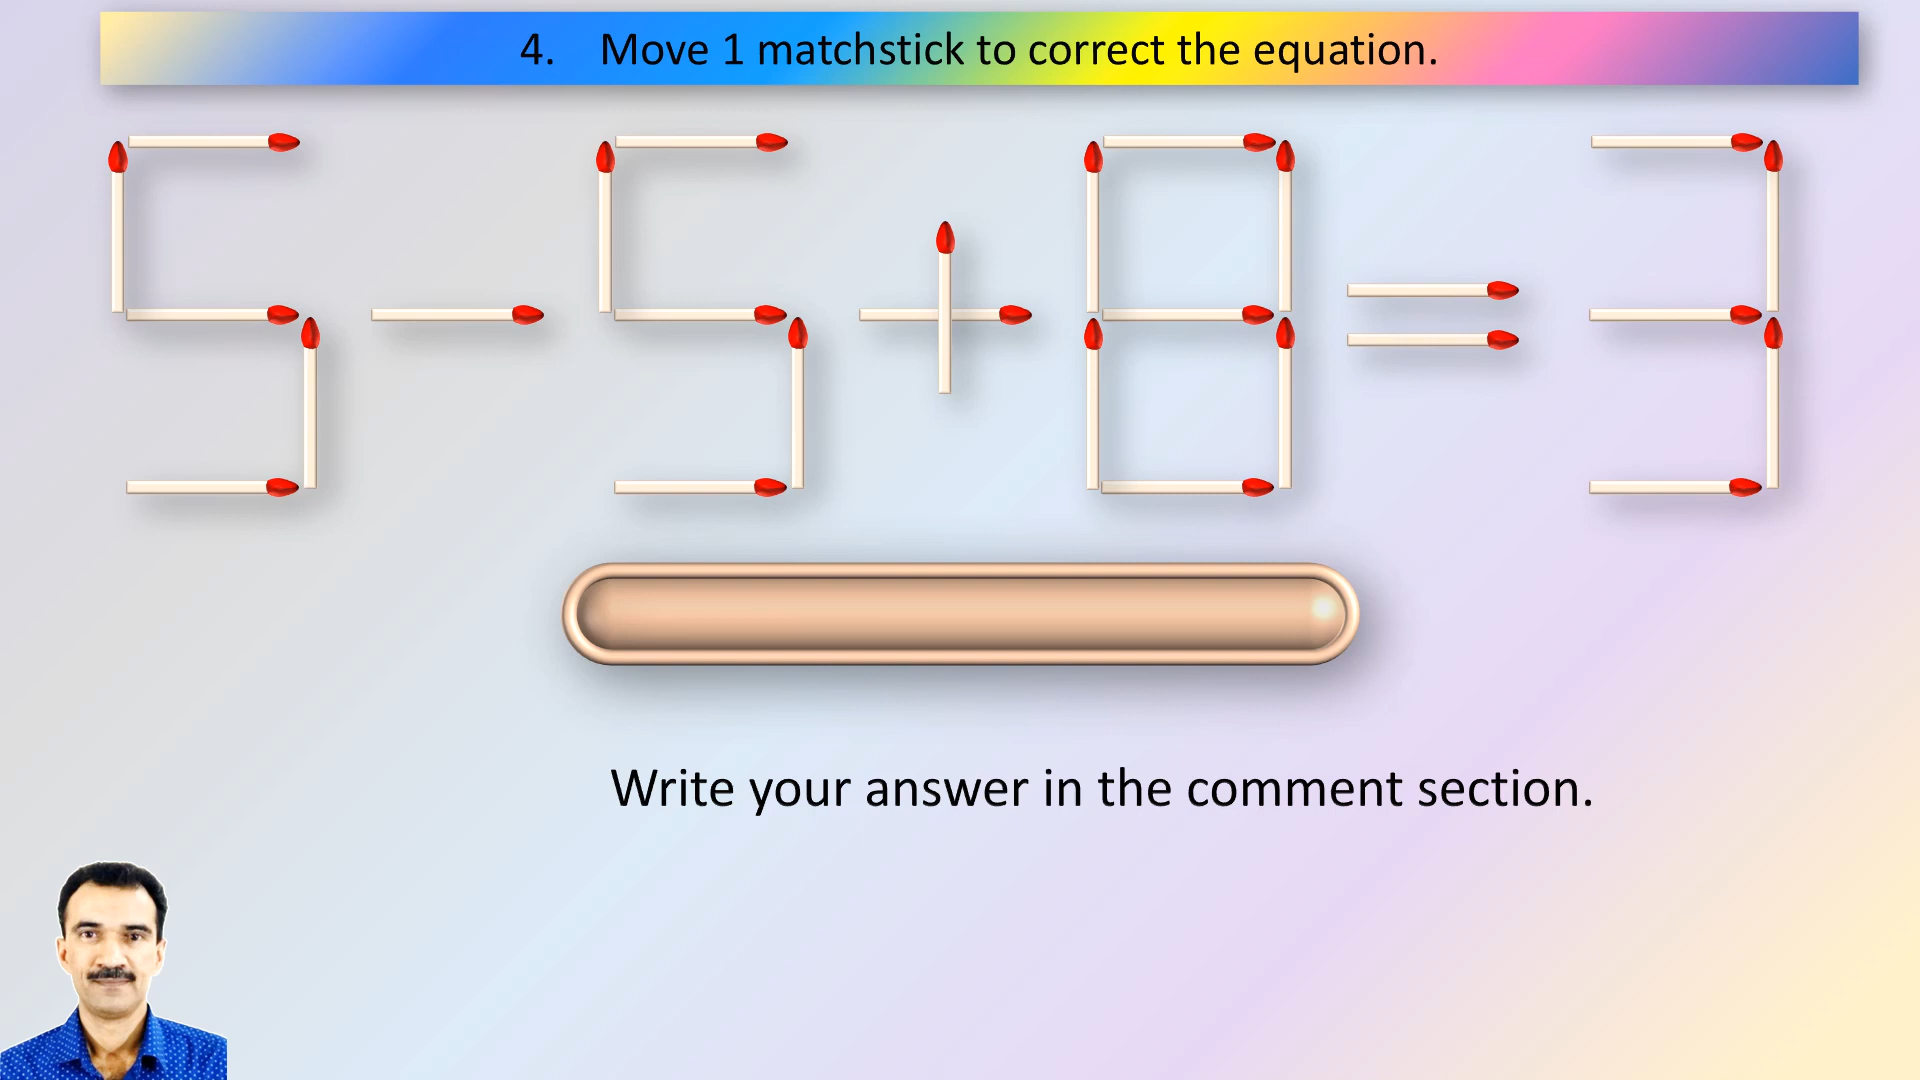 4. Move 1 matchstick to correct the equation.
5 - 5 + 8 = 3
Write your answer in the comment section.